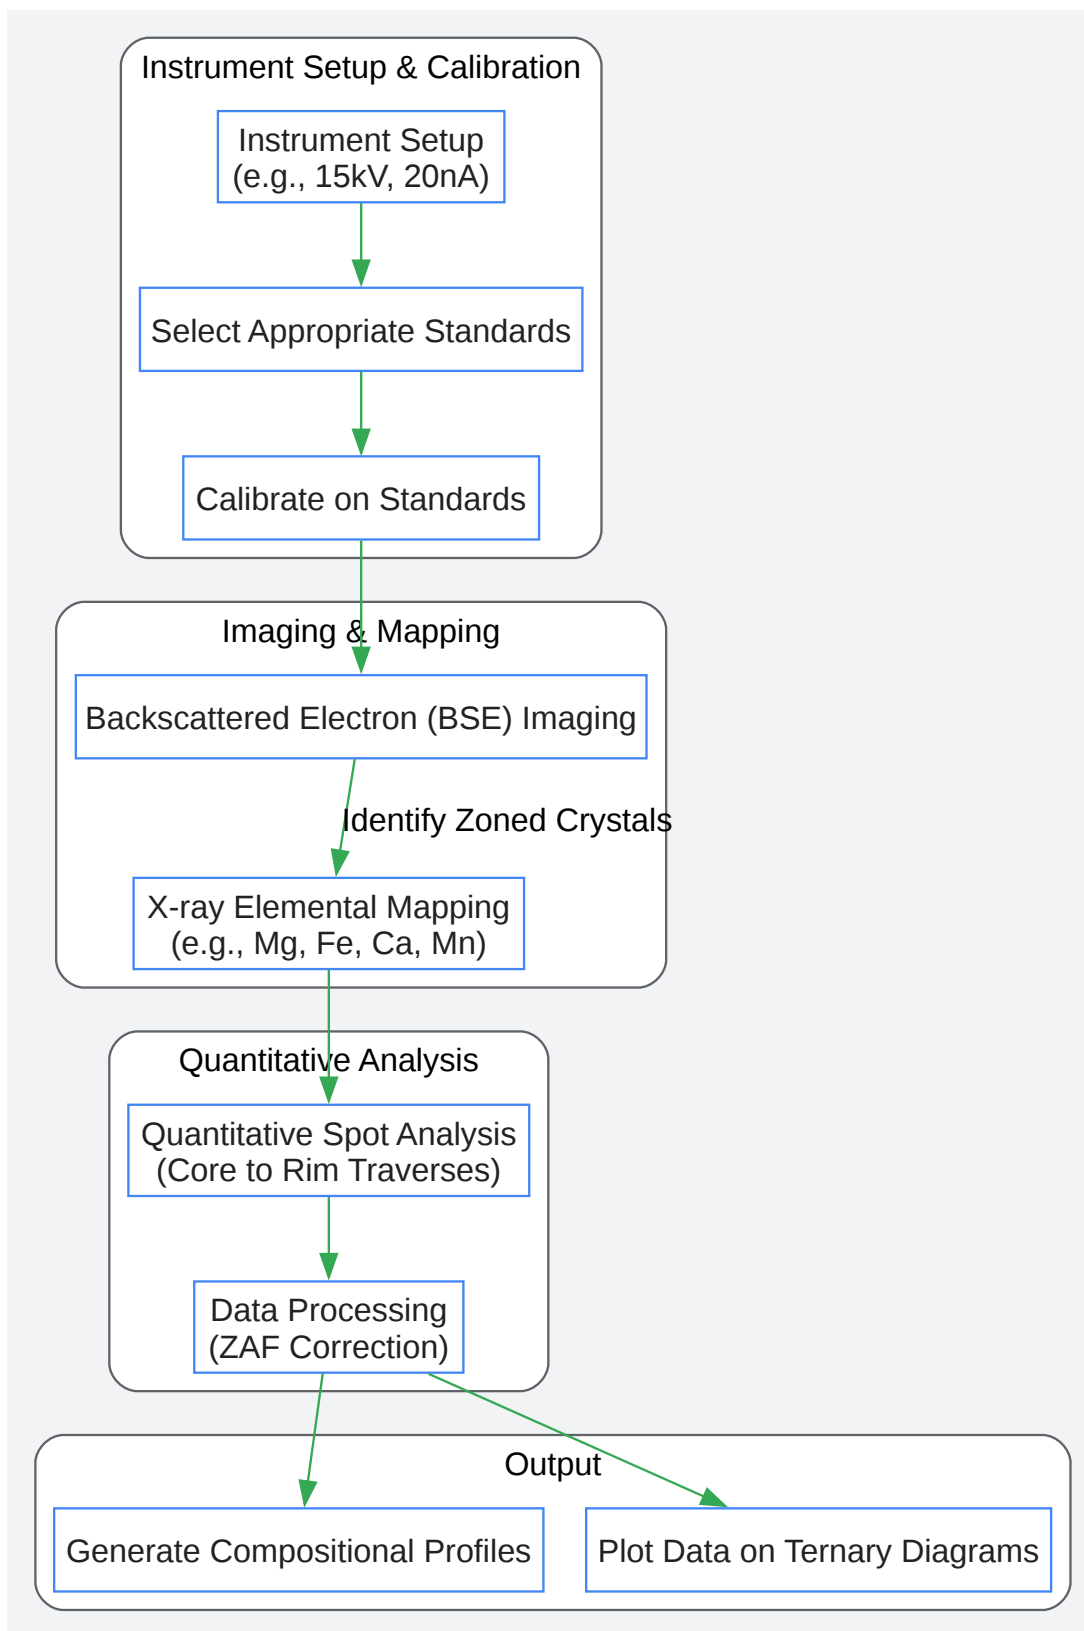 Instrument Setup & Calibration
Instrument Setup
(e.g., 15kV, 20nA)
Select Appropriate Standards
Calibrate on Standards
Imaging & Mapping
Backscattered Electron (BSE) Imaging
Identify Zoned Crystals
X-ray Elemental Mapping
(e.g., Mg, Fe, Ca, Mn)
Quantitative Analysis
Quantitative Spot Analysis
(Core to Rim Traverses)
Data Processing
(ZAF Correction)
Output
Generate Compositional Profiles
Plot Data on Ternary Diagrams